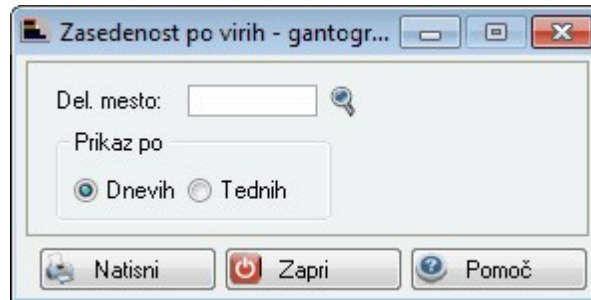 Zasedenost po virih - gantogr...
Del. mesto:
Prikaz po
Dnevih Tednih
Natisni Zapri Pomoč